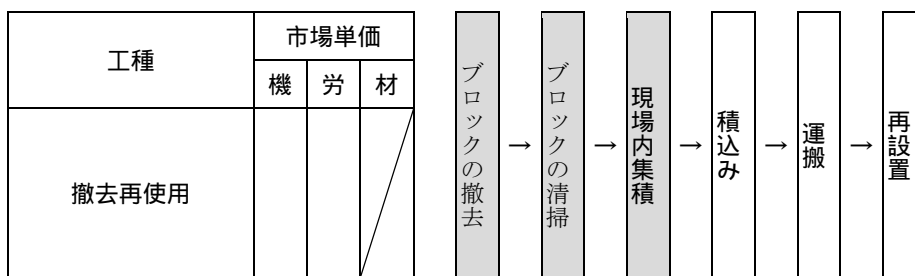 工種
市場単価
機 労 材
撤去再使用
ブロックの撤去
→
ブロックの清掃
→
現場内集積
→
積込み
→
運搬
→
再設置